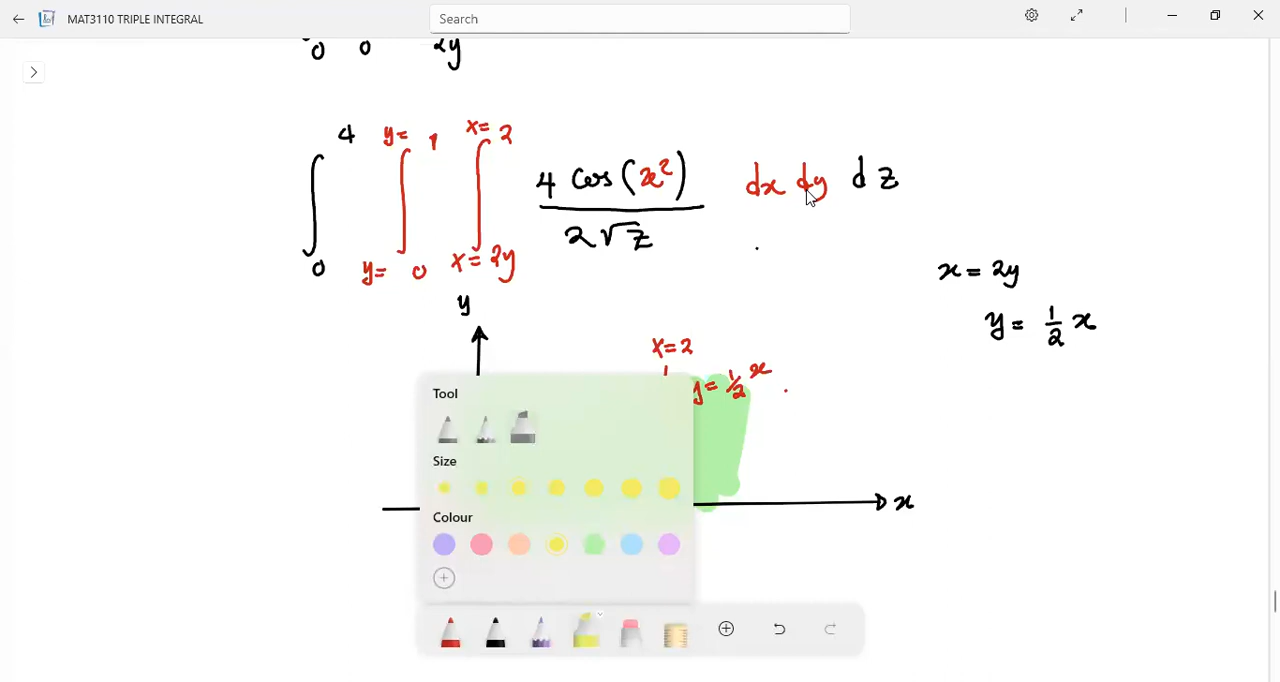 MAT3110 TRIPLE INTEGRAL
Search
0 0 2y
4 y= 1 x= 2
∫ ∫ ∫ 4 cos (x²) / 2√z dx dy dz
0 y= 0 x= 2y
x = 2y
y = 1/2 x
y
x=2
y = 1/2 x
x
Tool
Size
Colour